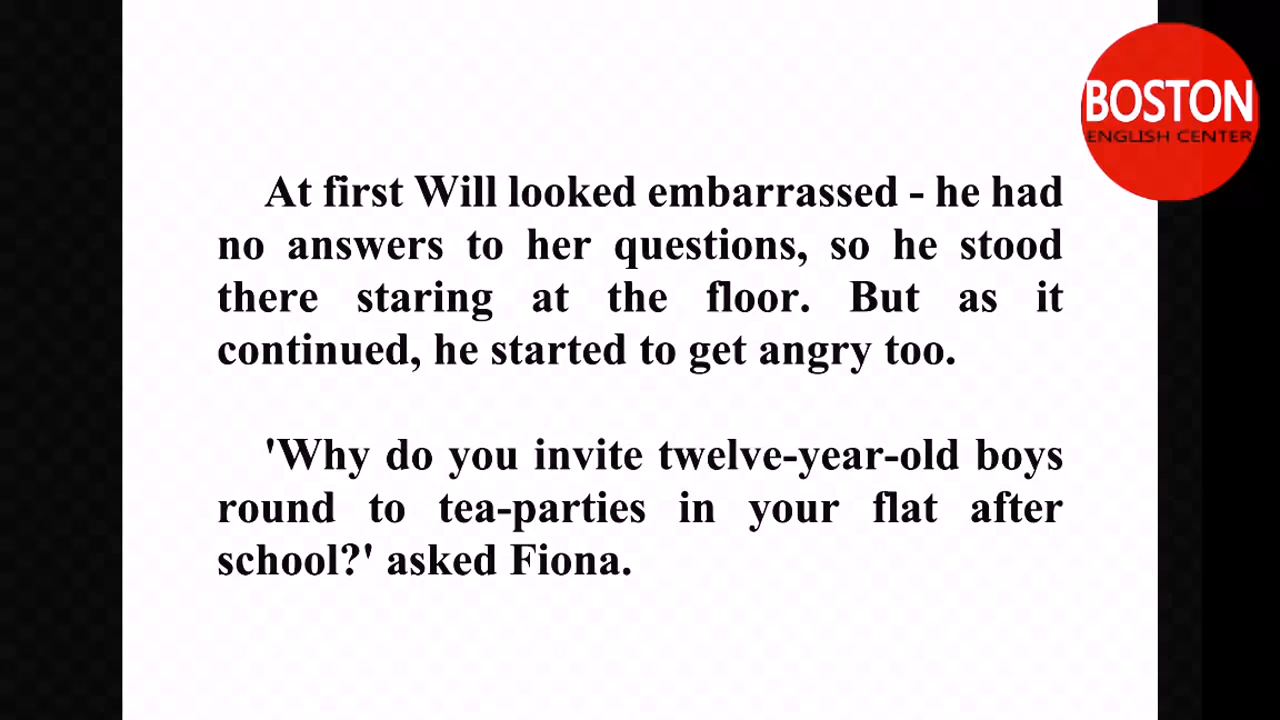 BOSTON
ENGLISH CENTER
At first Will looked embarrassed - he had
no answers to her questions, so he stood
there staring at the floor. But as it
continued, he started to get angry too.
'Why do you invite twelve-year-old boys
round to tea-parties in your flat after
school?' asked Fiona.